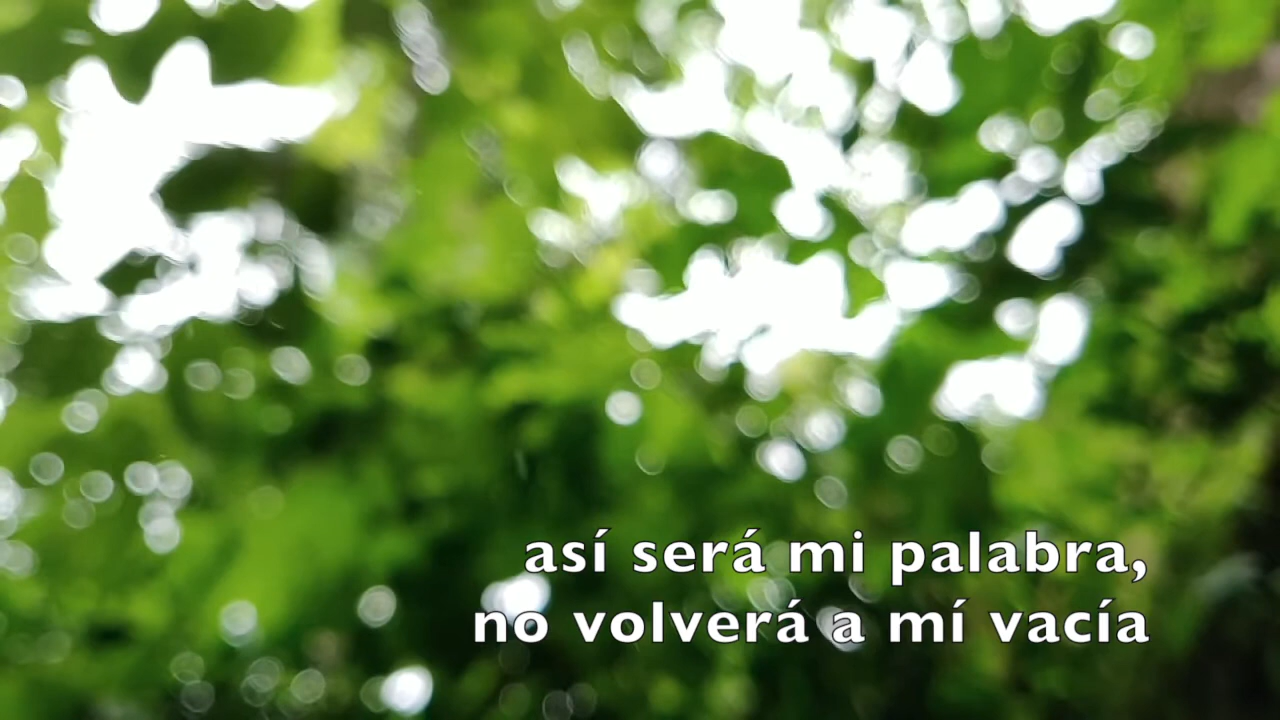 así será mi palabra,
no volverá a mí vacía